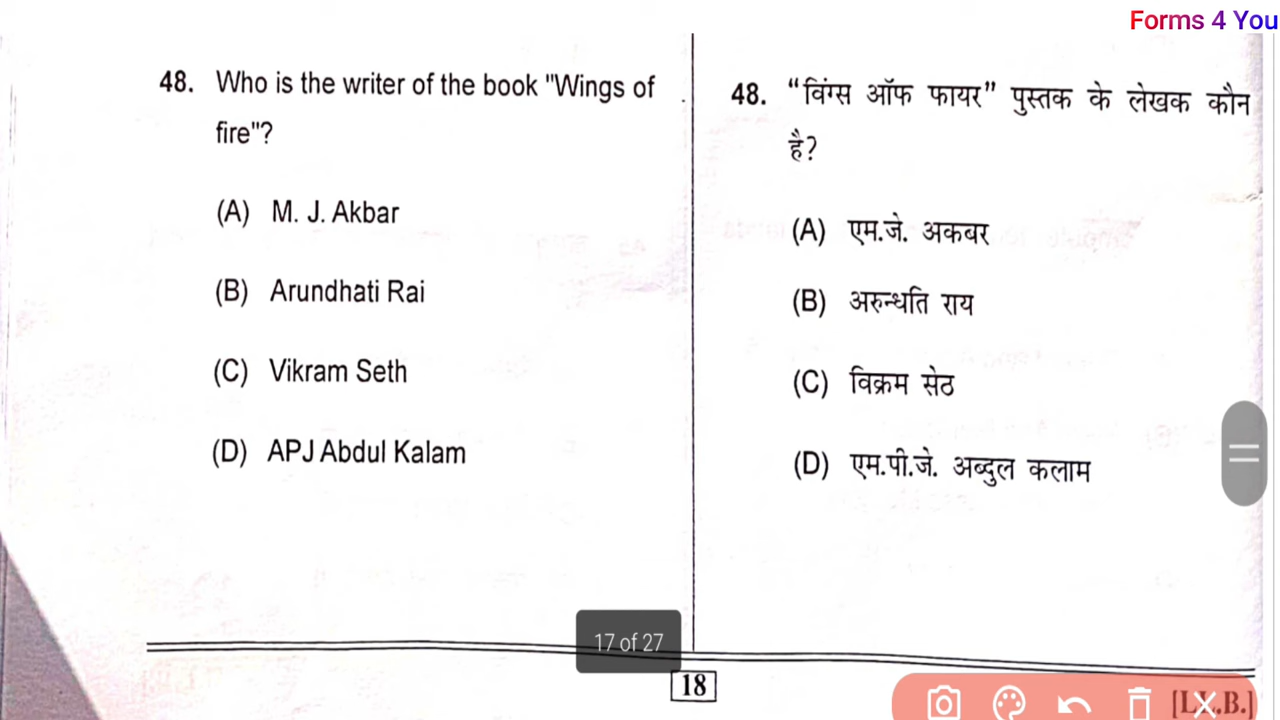 Forms 4 You
48. Who is the writer of the book "Wings of
fire"?
(A) M. J. Akbar
(B) Arundhati Rai
(C) Vikram Seth
(D) APJ Abdul Kalam
48. “विंग्स ऑफ फायर” पुस्तक के लेखक कौन
है?
(A) एम.जे. अकबर
(B) अरुन्धति राय
(C) विक्रम सेठ
(D) एम.पी.जे. अब्दुल कलाम
17 of 27
18
[LL.B.]